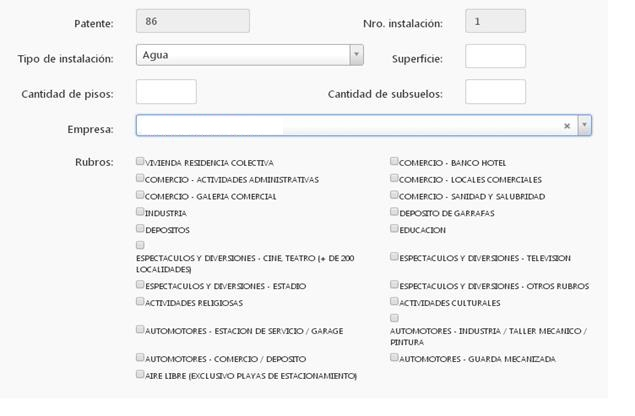 Patente: 86 Nro. instalación: 1
Tipo de instalación: Agua Superficie:
Cantidad de pisos: Cantidad de subsuelos:
Empresa: ×
Rubros: VIVIENDA RESIDENCIA COLECTIVA COMERCIO - BANCO HOTEL
COMERCIO - ACTIVIDADES ADMINISTRATIVAS COMERCIO - LOCALES COMERCIALES
COMERCIO - GALERIA COMERCIAL COMERCIO - SANIDAD Y SALUBRIDAD
INDUSTRIA DEPOSITO DE GARRAFAS
DEPOSITOS EDUCACION
ESPECTACULOS Y DIVERSIONES - CINE, TEATRO (+ DE 200
LOCALIDADES)
ESPECTACULOS Y DIVERSIONES - TELEVISION
ESPECTACULOS Y DIVERSIONES - ESTADIO ESPECTACULOS Y DIVERSIONES - OTROS RUBROS
ACTIVIDADES RELIGIOSAS ACTIVIDADES CULTURALES
AUTOMOTORES - ESTACION DE SERVICIO / GARAGE
AUTOMOTORES - INDUSTRIA / TALLER MECANICO /
PINTURA
AUTOMOTORES - COMERCIO / DEPOSITO AUTOMOTORES - GUARDA MECANIZADA
AIRE LIBRE (EXCLUSIVO PLAYAS DE ESTACIONAMIENTO)